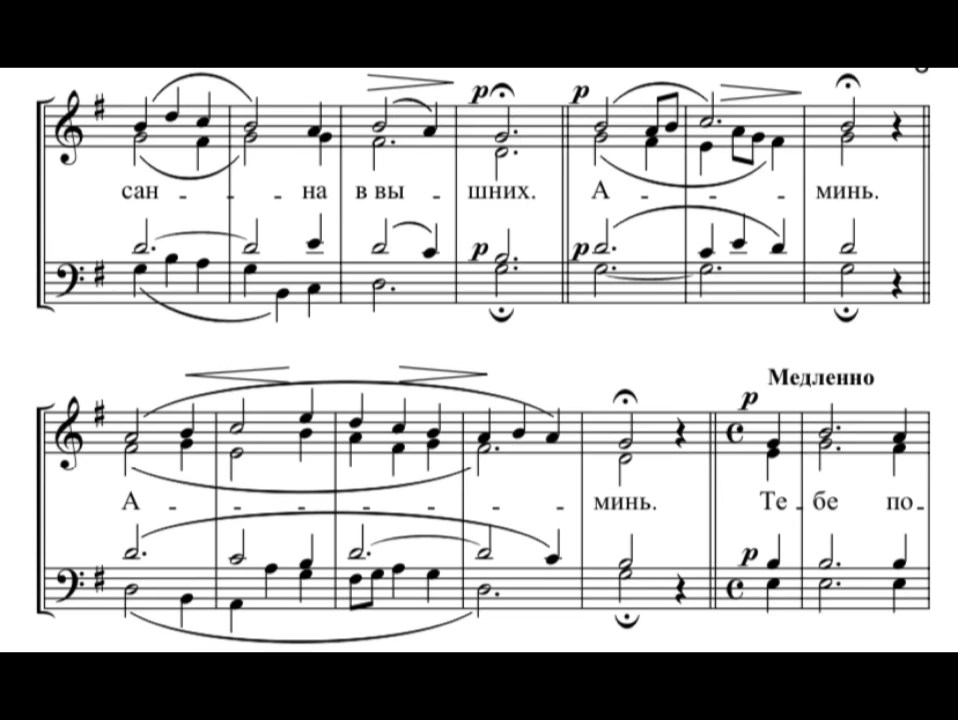 p p
сан - - - на в вы - шних. А - - - минь.
p p
Медленно
p
А - - - - - - - минь. Те - бе по -
p